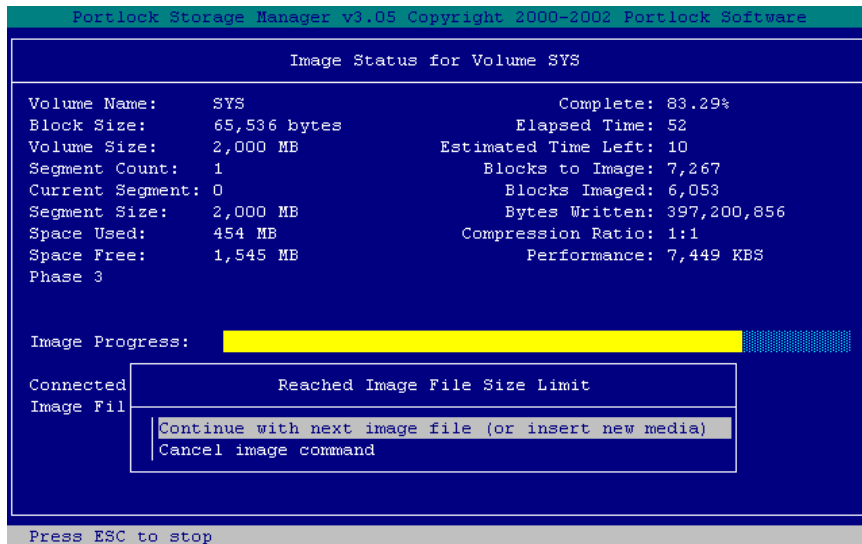 Portlock Storage Manager v3.05 Copyright 2000-2002 Portlock Software
Image Status for Volume SYS
Volume Name: SYS Complete: 83.29%
Block Size: 65,536 bytes Elapsed Time: 52
Volume Size: 2,000 MB Estimated Time Left: 10
Segment Count: 1 Blocks to Image: 7,267
Current Segment: 0 Blocks Imaged: 6,053
Segment Size: 2,000 MB Bytes Written: 397,200,856
Space Used: 454 MB Compression Ratio: 1:1
Space Free: 1,545 MB Performance: 7,449 KBS
Phase 3
Image Progress:
Connected
Image Fil
Reached Image File Size Limit
Continue with next image file (or insert new media)
Cancel image command
Press ESC to stop